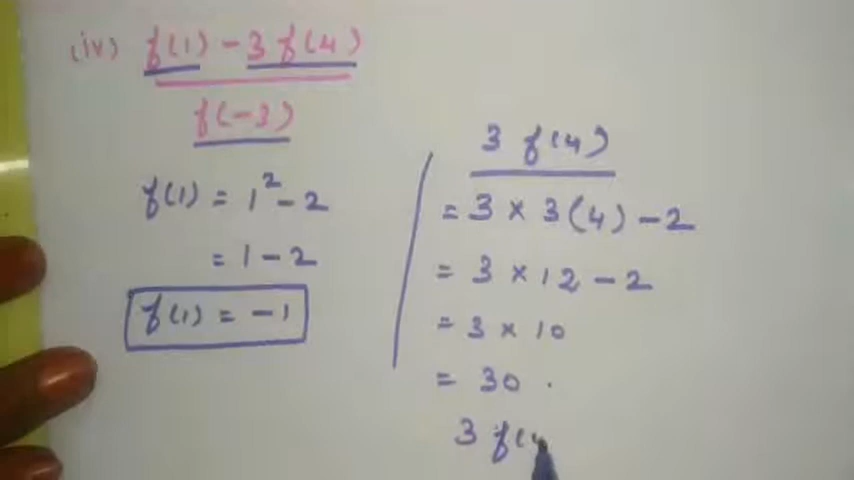 (iv) f(1) - 3 f(4)
f(-3)
f(1) = 1² - 2
= 1 - 2
f(1) = -1
3 f(4)
= 3 × 3(4) - 2
= 3 × 12 - 2
= 3 × 10
= 30 .
3 f(4